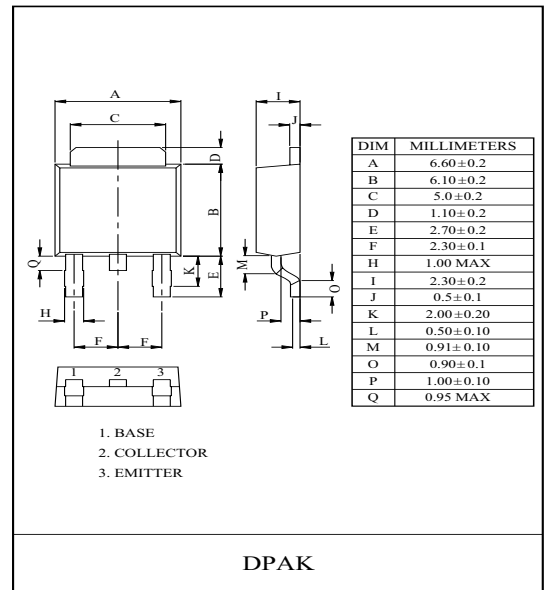 A
C
D
B
Q
K
E
H
F
F
I
J
M
O
P
L
1 2 3
1. BASE
2. COLLECTOR
3. EMITTER
DIM MILLIMETERS
A 6.60±0.2
B 6.10±0.2
C 5.0±0.2
D 1.10±0.2
E 2.70±0.2
F 2.30±0.1
H 1.00 MAX
I 2.30±0.2
J 0.5±0.1
K 2.00±0.20
L 0.50±0.10
M 0.91±0.10
O 0.90±0.1
P 1.00±0.10
Q 0.95 MAX
DPAK